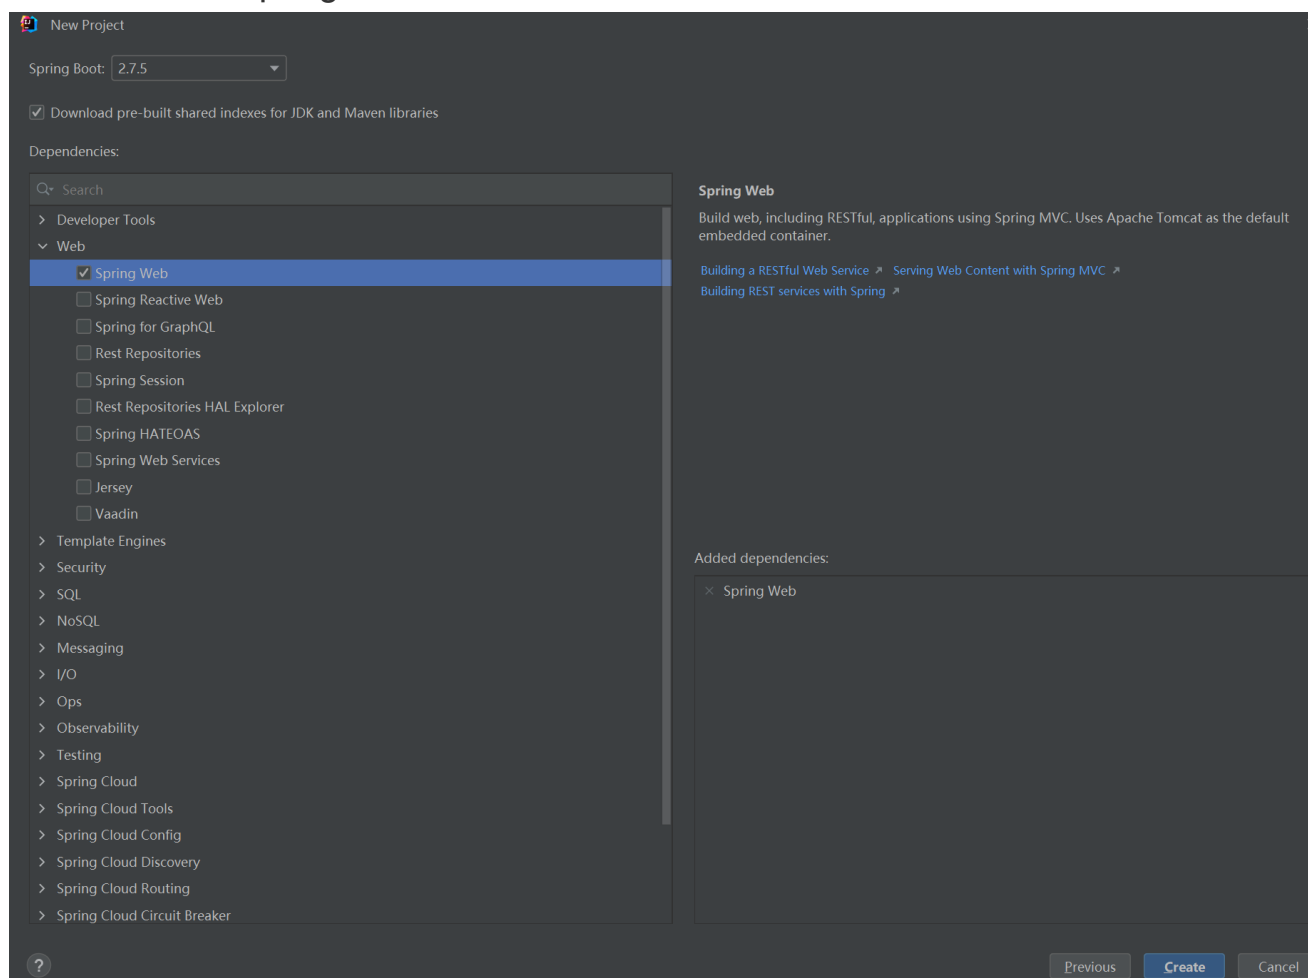 New Project
Spring Boot: 2.7.5
Download pre-built shared indexes for JDK and Maven libraries
Dependencies:
Search
Developer Tools
Web
Spring Web
Spring Reactive Web
Spring for GraphQL
Rest Repositories
Spring Session
Rest Repositories HAL Explorer
Spring HATEOAS
Spring Web Services
Jersey
Vaadin
Template Engines
Security
SQL
NoSQL
Messaging
I/O
Ops
Observability
Testing
Spring Cloud
Spring Cloud Tools
Spring Cloud Config
Spring Cloud Discovery
Spring Cloud Routing
Spring Cloud Circuit Breaker
Spring Web
Build web, including RESTful, applications using Spring MVC. Uses Apache Tomcat as the default
embedded container.
Building a RESTful Web Service Serving Web Content with Spring MVC
Building REST services with Spring
Added dependencies:
Spring Web
? Previous Create Cancel